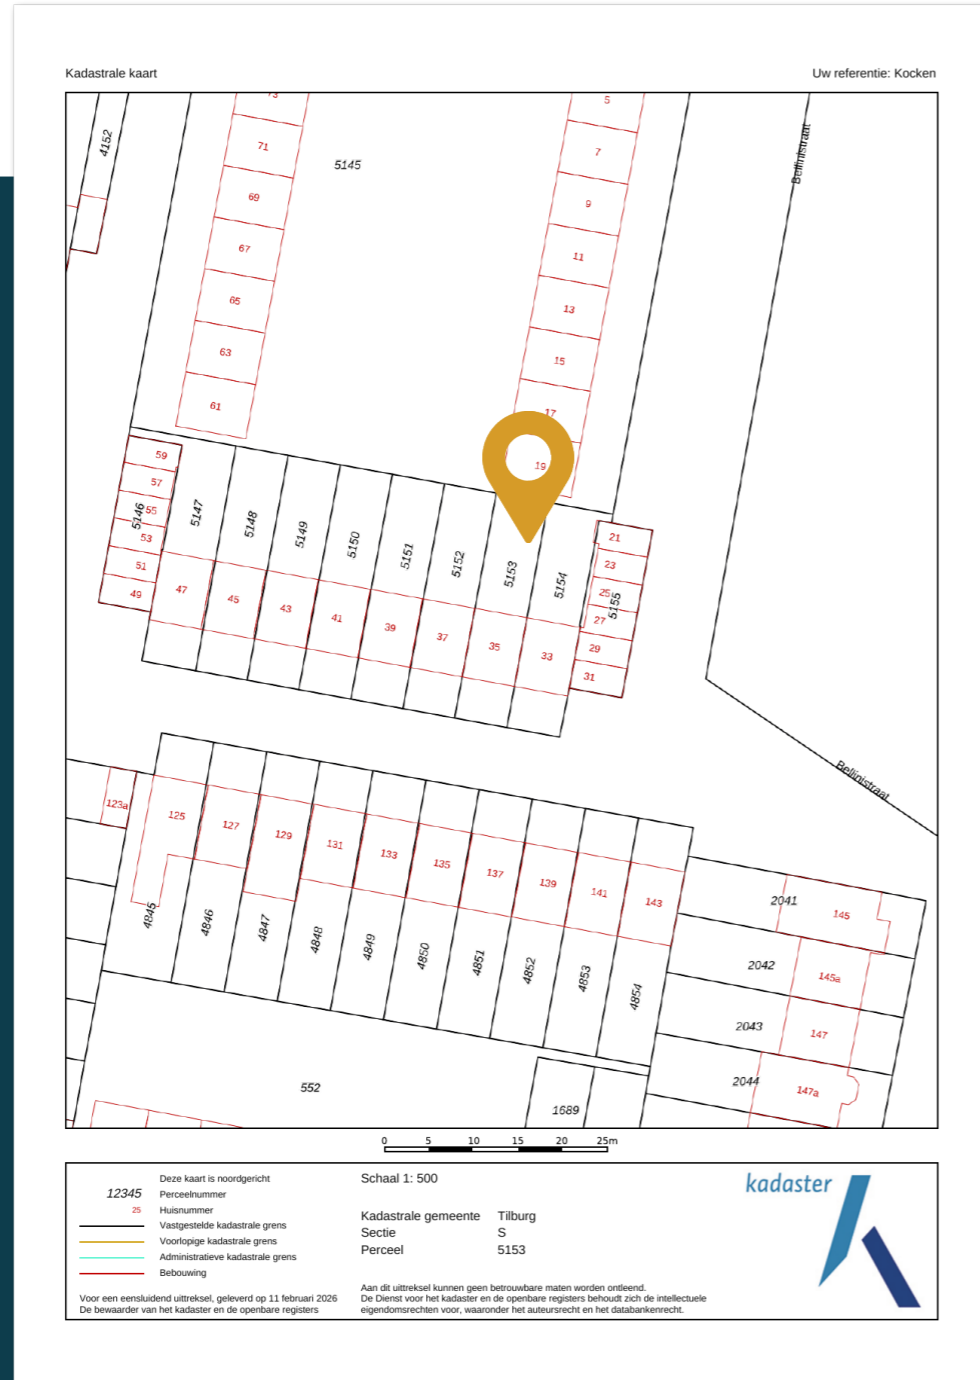 Kadastrale kaart
Uw referentie: Kocken
4152
71
69
67
65
63
61
5145
5
7
9
11
13
15
17
19
Bellinistraat
59
57
55
53
51
49
5146
5147
5148
5149
5150
5151
5152
5153
5154
5155
47
45
43
41
39
37
35
33
21
23
25
27
29
31
Bellinistraat
123a
125
127
129
131
133
135
137
139
141
143
4845
4846
4847
4848
4849
4850
4851
4852
4853
4854
2041
145
2042
145a
2043
147
2044
147a
552
1689
0 5 10 15 20 25m
Deze kaart is noordgericht
12345 Perceelnummer
25 Huisnummer
Vastgestelde kadastrale grens
Voorlopige kadastrale grens
Administratieve kadastrale grens
Bebouwing
Voor een eensluidend uittreksel, geleverd op 11 februari 2026
De bewaarder van het kadaster en de openbare registers
Schaal 1: 500
Kadastrale gemeente Tilburg
Sectie S
Perceel 5153
Aan dit uittreksel kunnen geen betrouwbare maten worden ontleend.
De Dienst voor het kadaster en de openbare registers behoudt zich de intellectuele
eigendomsrechten voor, waaronder het auteursrecht en het databankenrecht.
kadaster